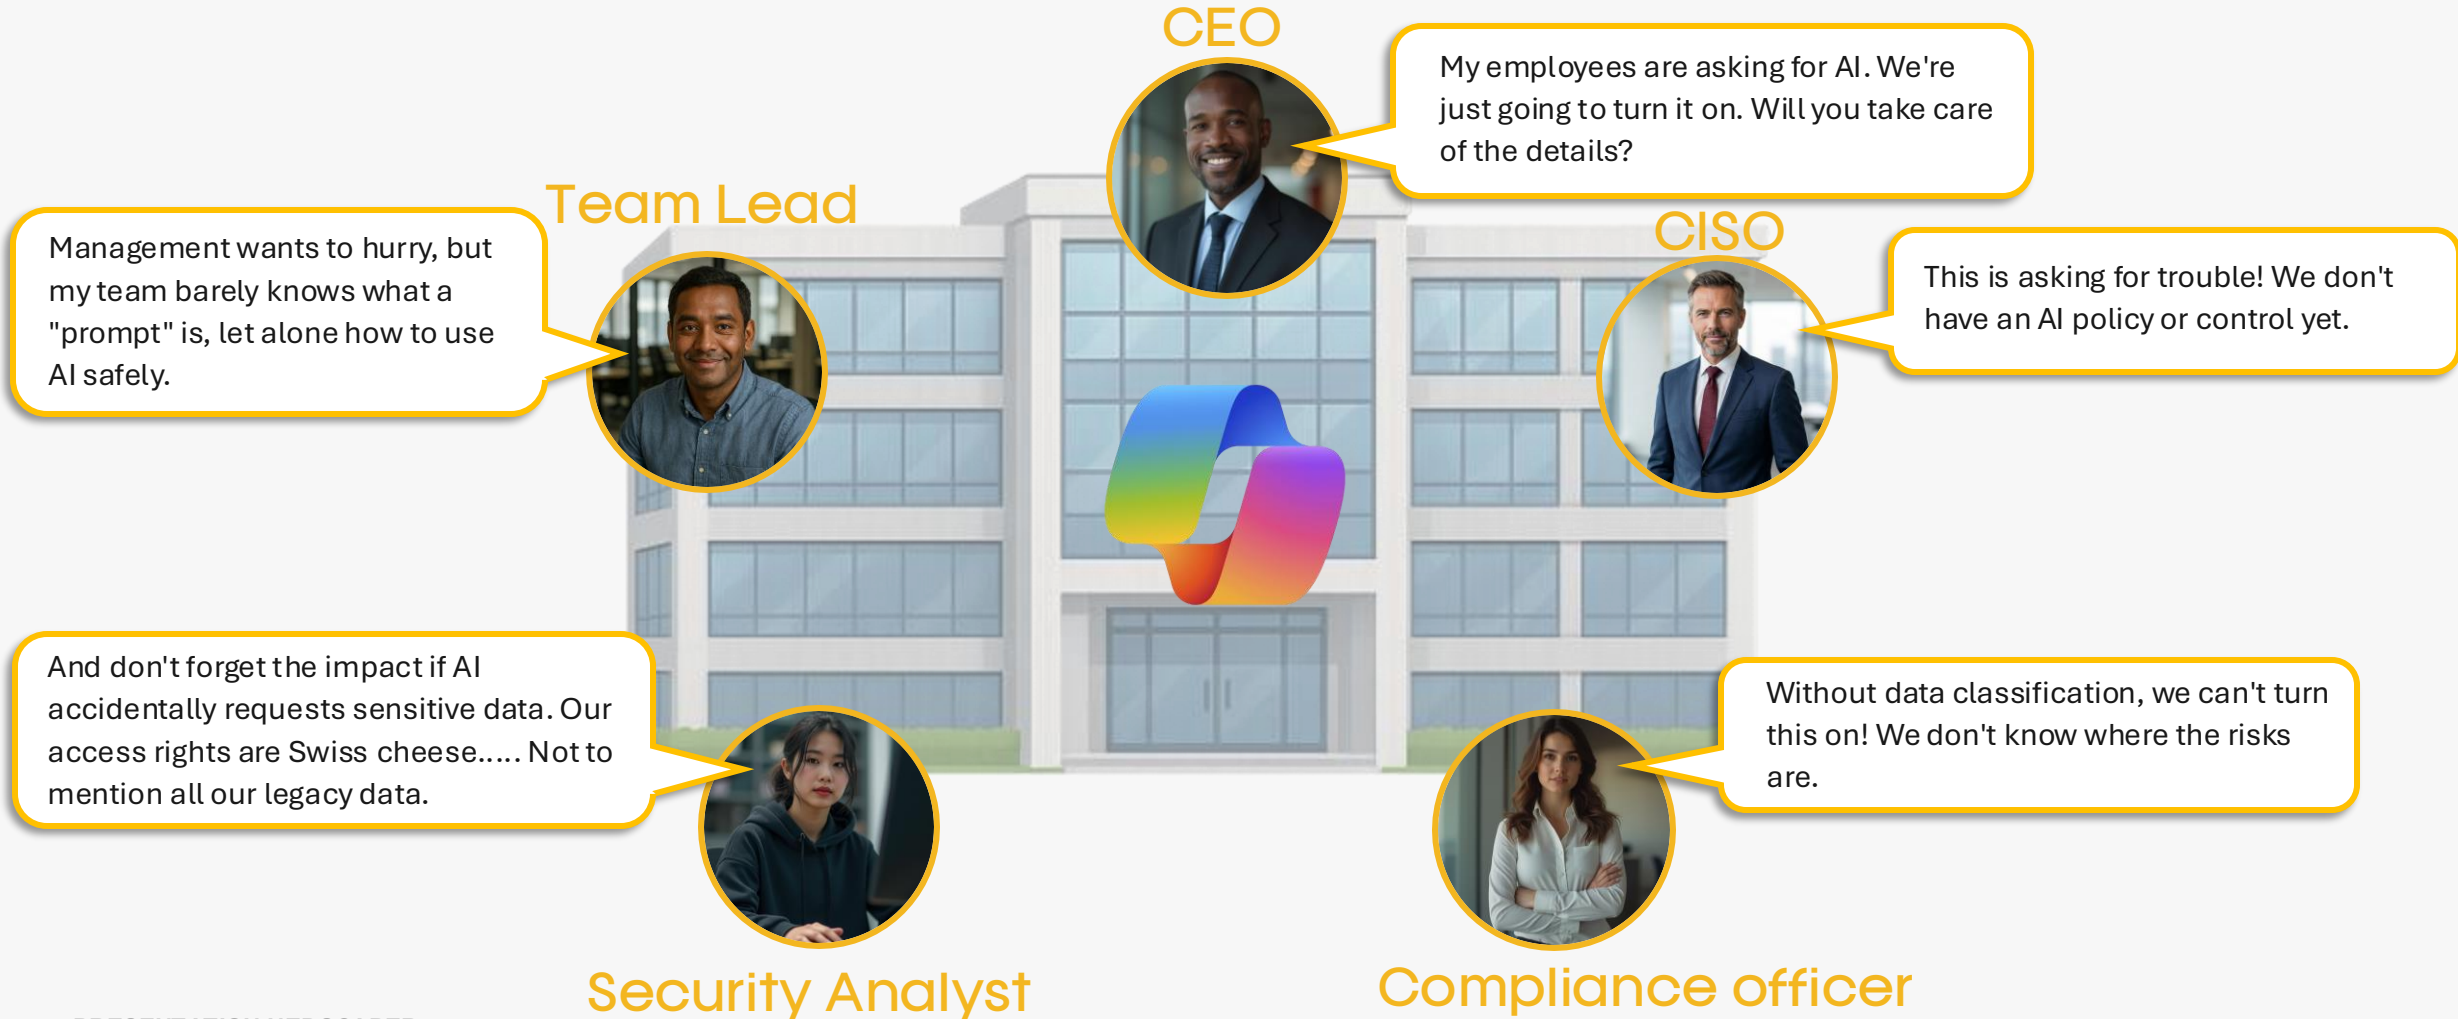 CEO
My employees are asking for AI. We're
just going to turn it on. Will you take care
of the details?
Team Lead
Management wants to hurry, but
my team barely knows what a
"prompt" is, let alone how to use
AI safely.
CISO
This is asking for trouble! We don't
have an AI policy or control yet.
And don't forget the impact if AI
accidentally requests sensitive data. Our
access rights are Swiss cheese..... Not to
mention all our legacy data.
Security Analyst
Without data classification, we can't turn
this on! We don't know where the risks
are.
Compliance officer